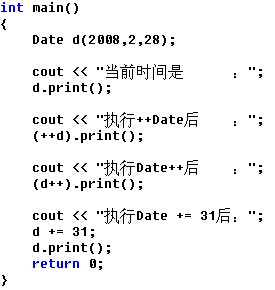 int main()
{
    Date d(2008,2,28);
    cout << "当前时间是      ：";
    d.print();
    cout << "执行++Date后    ：";
    (++d).print();
    cout << "执行Date++后    ：";
    (d++).print();
    cout << "执行Date += 31后：";
    d += 31;
    d.print();
    return 0;
}